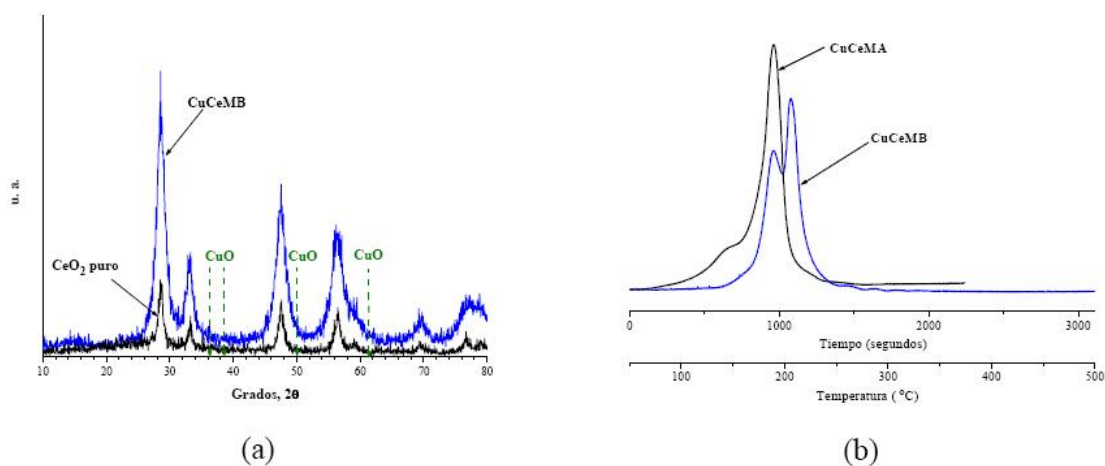 u. a.
CuCeMB
CeO2 puro
CuO
CuO
CuO
10 20 30 40 50 60 70 80
Grados, 2θ
(a)
CuCeMA
CuCeMB
0 1000 2000 3000
Tiempo (segundos)
100 200 300 400 500
Temperatura ( °C)
(b)